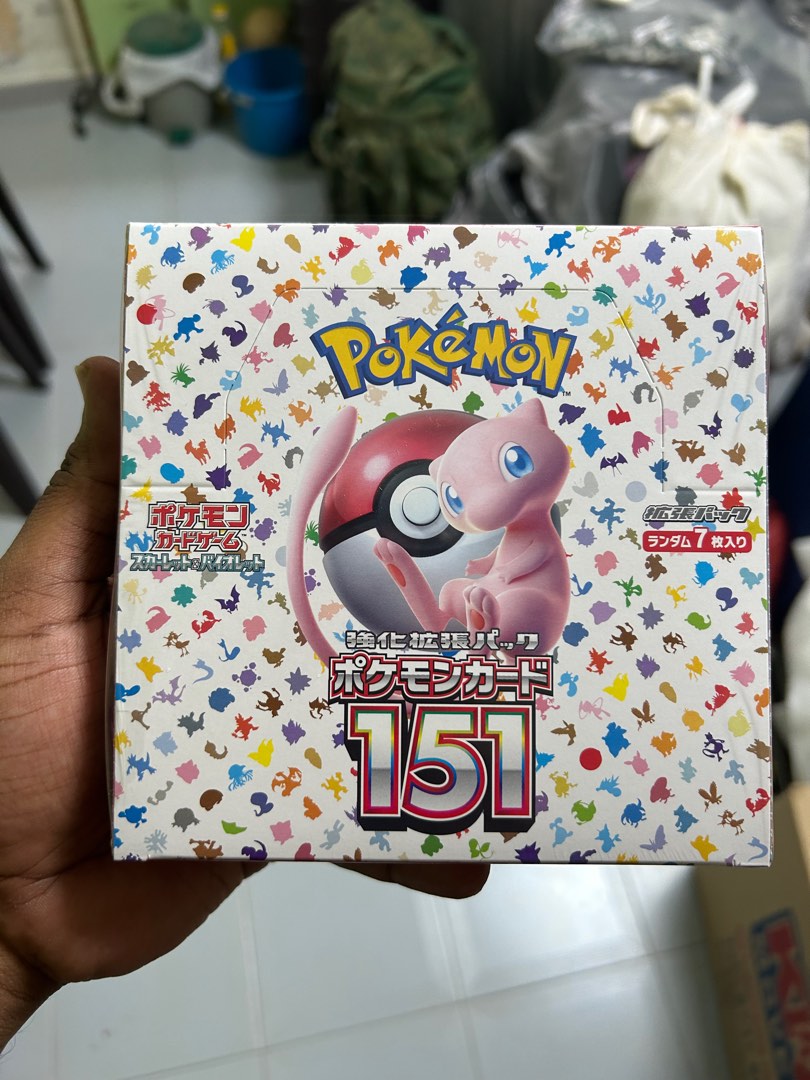 POKéMON
TM
ポケモン
カードゲーム
スカーレット&バイオレット
拡張パック
ランダム7枚入り
強化拡張パック
ポケモンカード
151